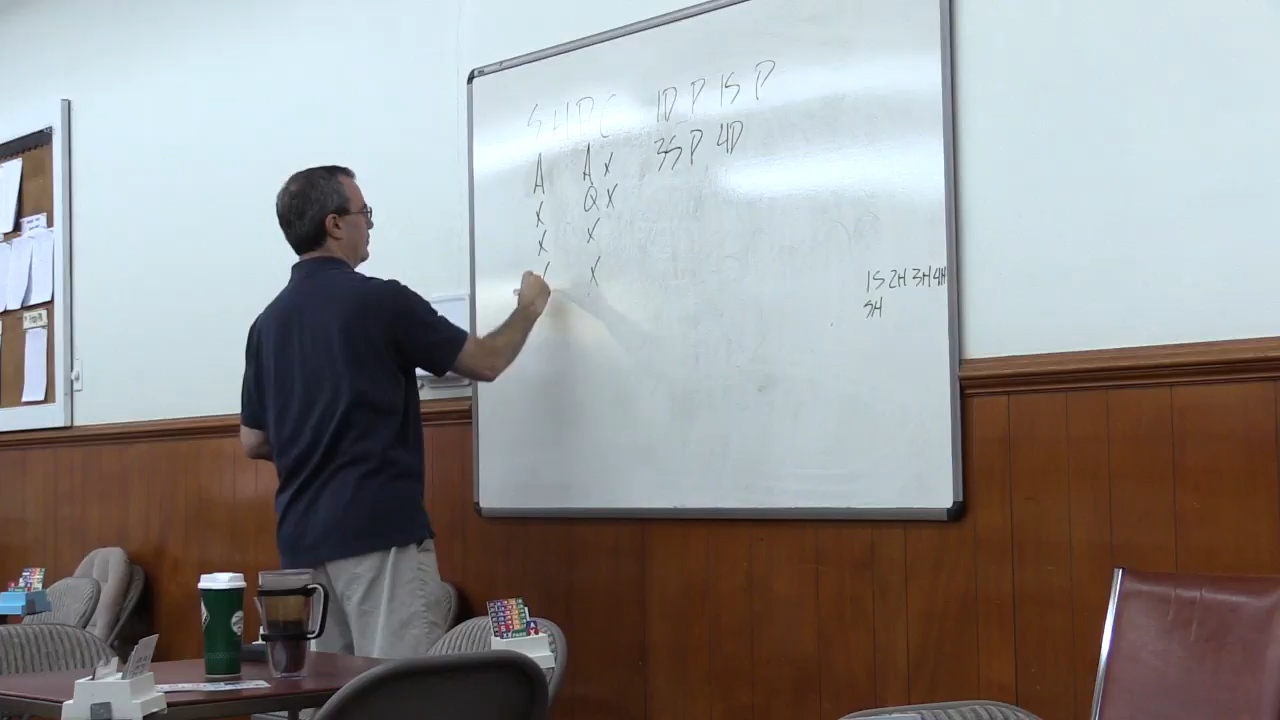 S H D C 1D P 1S P
A A X 3S P 4D
X Q X
X X
X X
1S 2H 3H 4H
5H